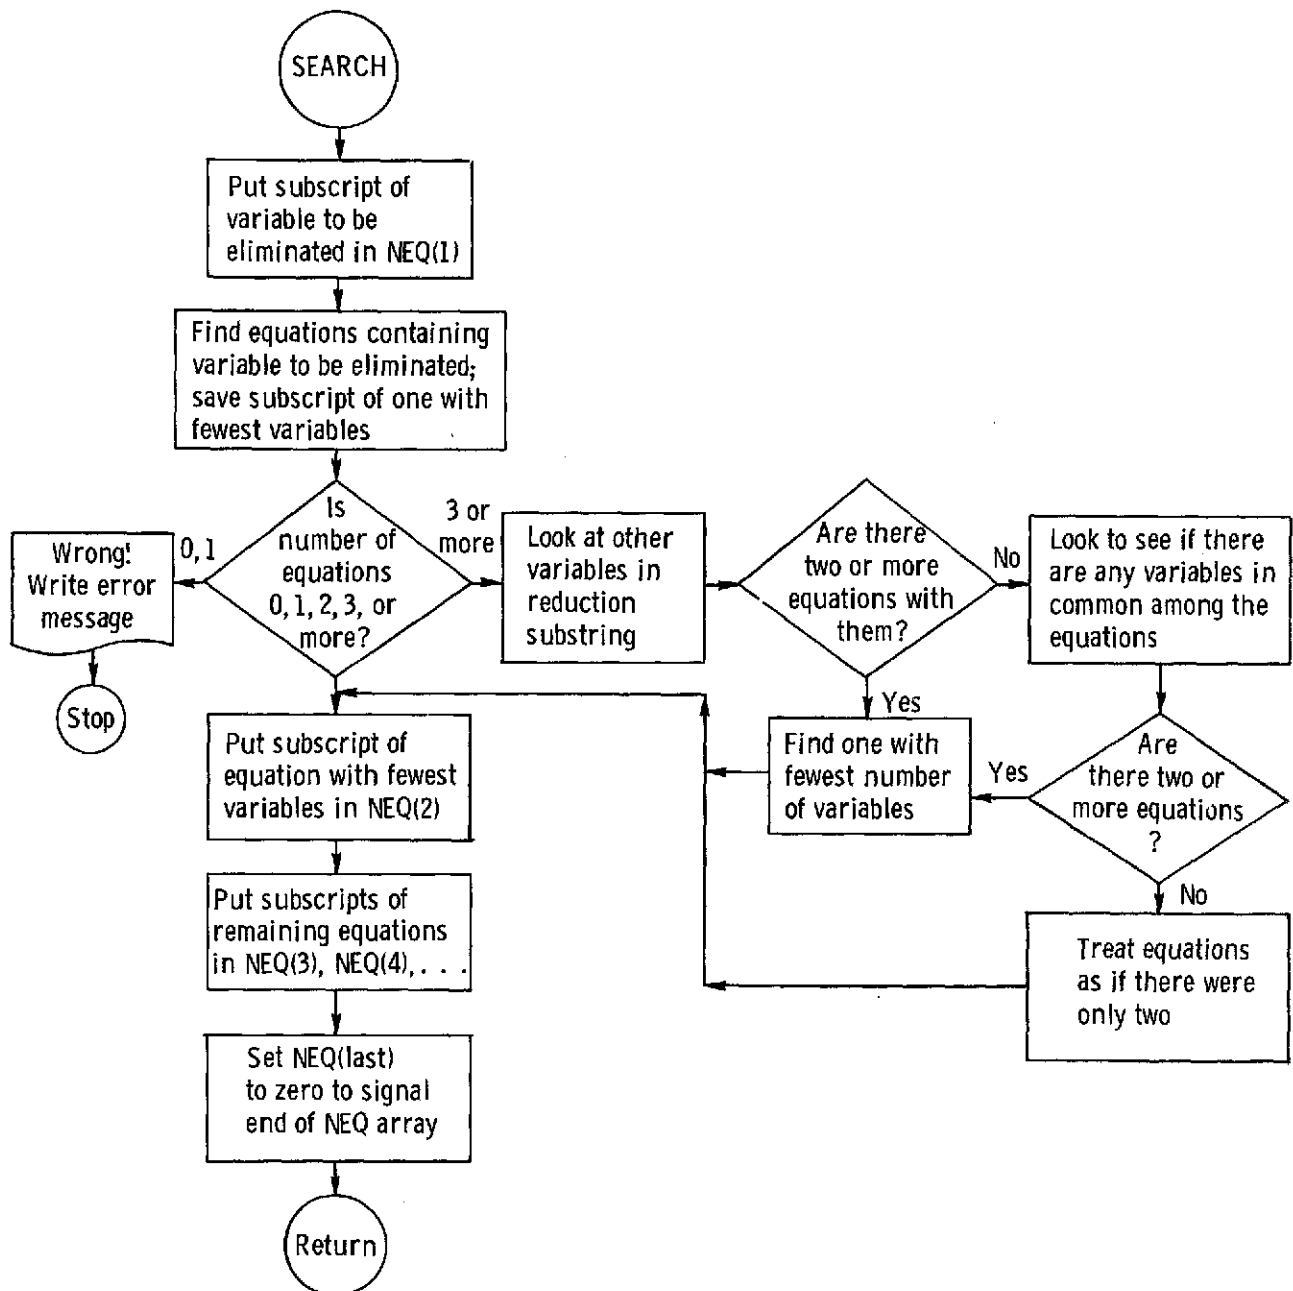 SEARCH
Put subscript of
variable to be
eliminated in NEQ(1)
Find equations containing
variable to be eliminated;
save subscript of one with
fewest variables
Is
number of
equations
0, 1, 2, 3, or
more?
0, 1
Wrong!
Write error
message
Stop
3 or
more
Look at other
variables in
reduction
substring
Are there
two or more
equations with
them?
No
Look to see if there
are any variables in
common among the
equations
Yes
Find one with
fewest number
of variables
Yes
Are
there two or
more equations
?
No
Treat equations
as if there were
only two
Put subscript of
equation with fewest
variables in NEQ(2)
Put subscripts of
remaining equations
in NEQ(3), NEQ(4), . . .
Set NEQ(last)
to zero to signal
end of NEQ array
Return